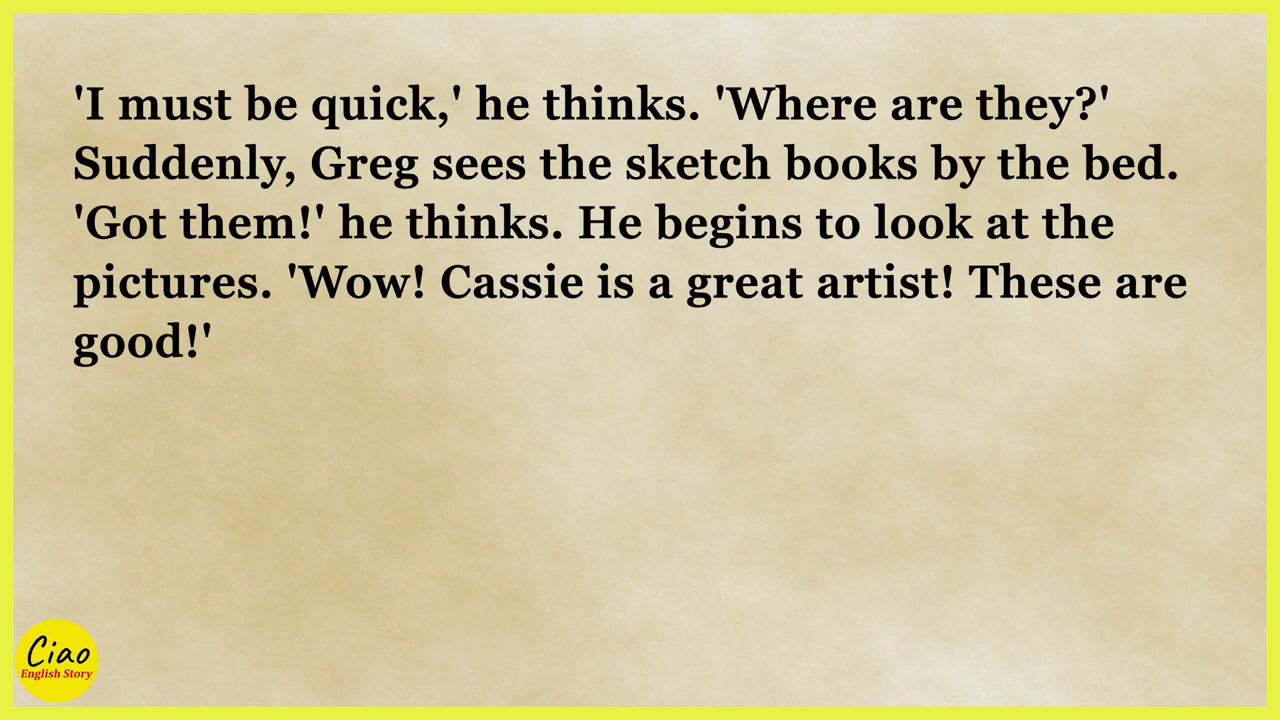 'I must be quick,' he thinks. 'Where are they?'
Suddenly, Greg sees the sketch books by the bed.
'Got them!' he thinks. He begins to look at the
pictures. 'Wow! Cassie is a great artist! These are
good!'
Ciao
English Story